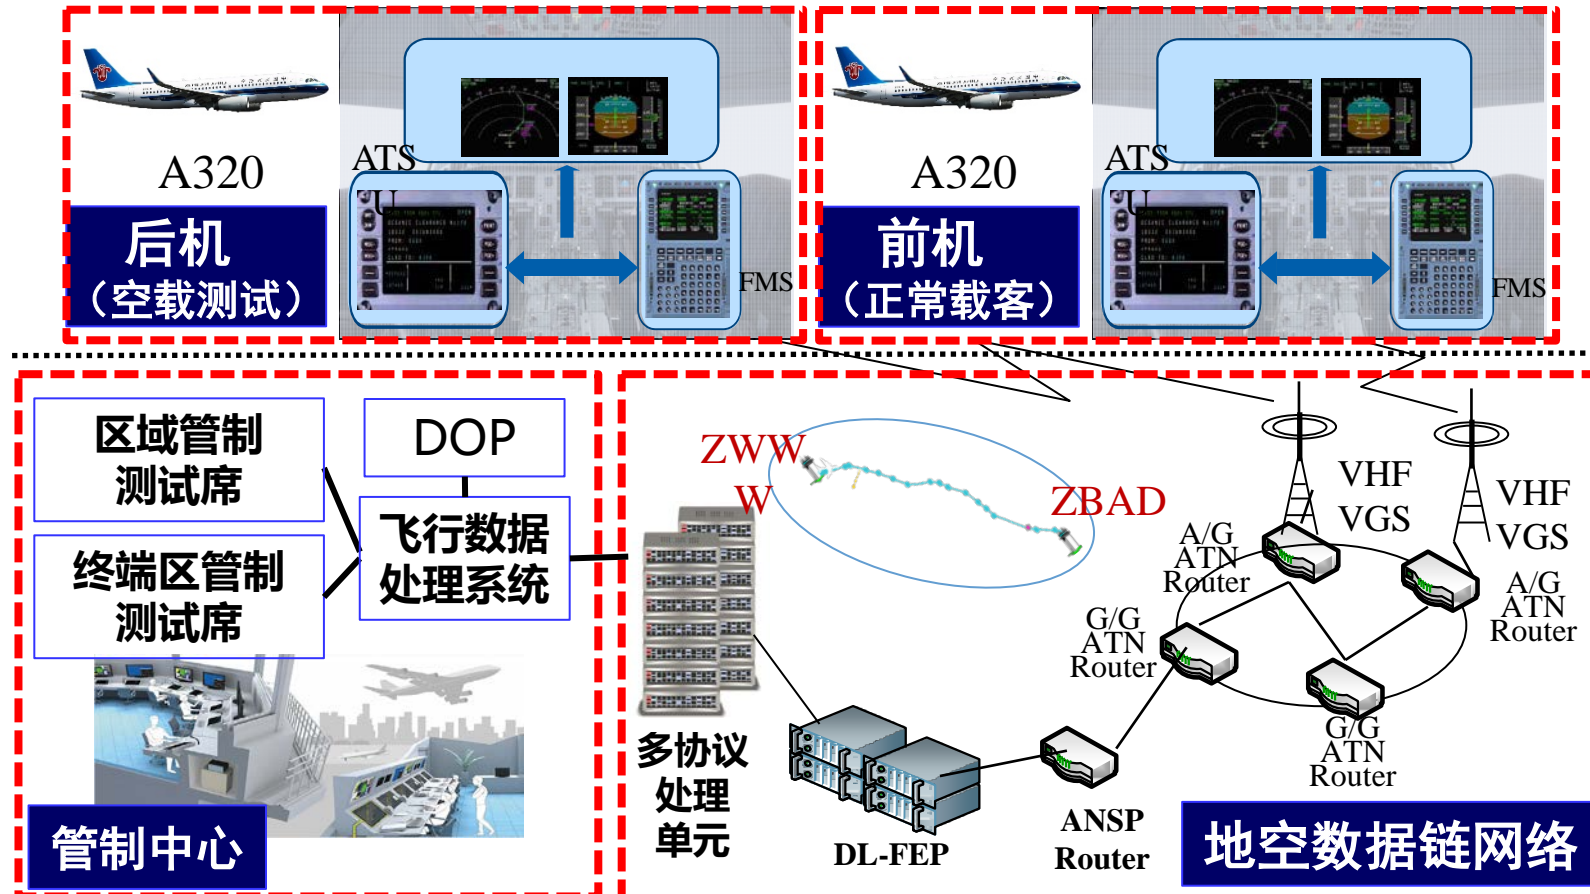 A320
ATS
FMS
后机
（空载测试）
A320
ATS
FMS
前机
（正常载客）
区域管制
测试席
DOP
终端区管制
测试席
飞行数据
处理系统
管制中心
ZWW
W
ZBAD
VHF
VGS
VHF
VGS
A/G
ATN
Router
A/G
ATN
Router
G/G
ATN
Router
G/G
ATN
Router
多协议
处理
单元
DL-FEP
ANSP
Router
地空数据链网络